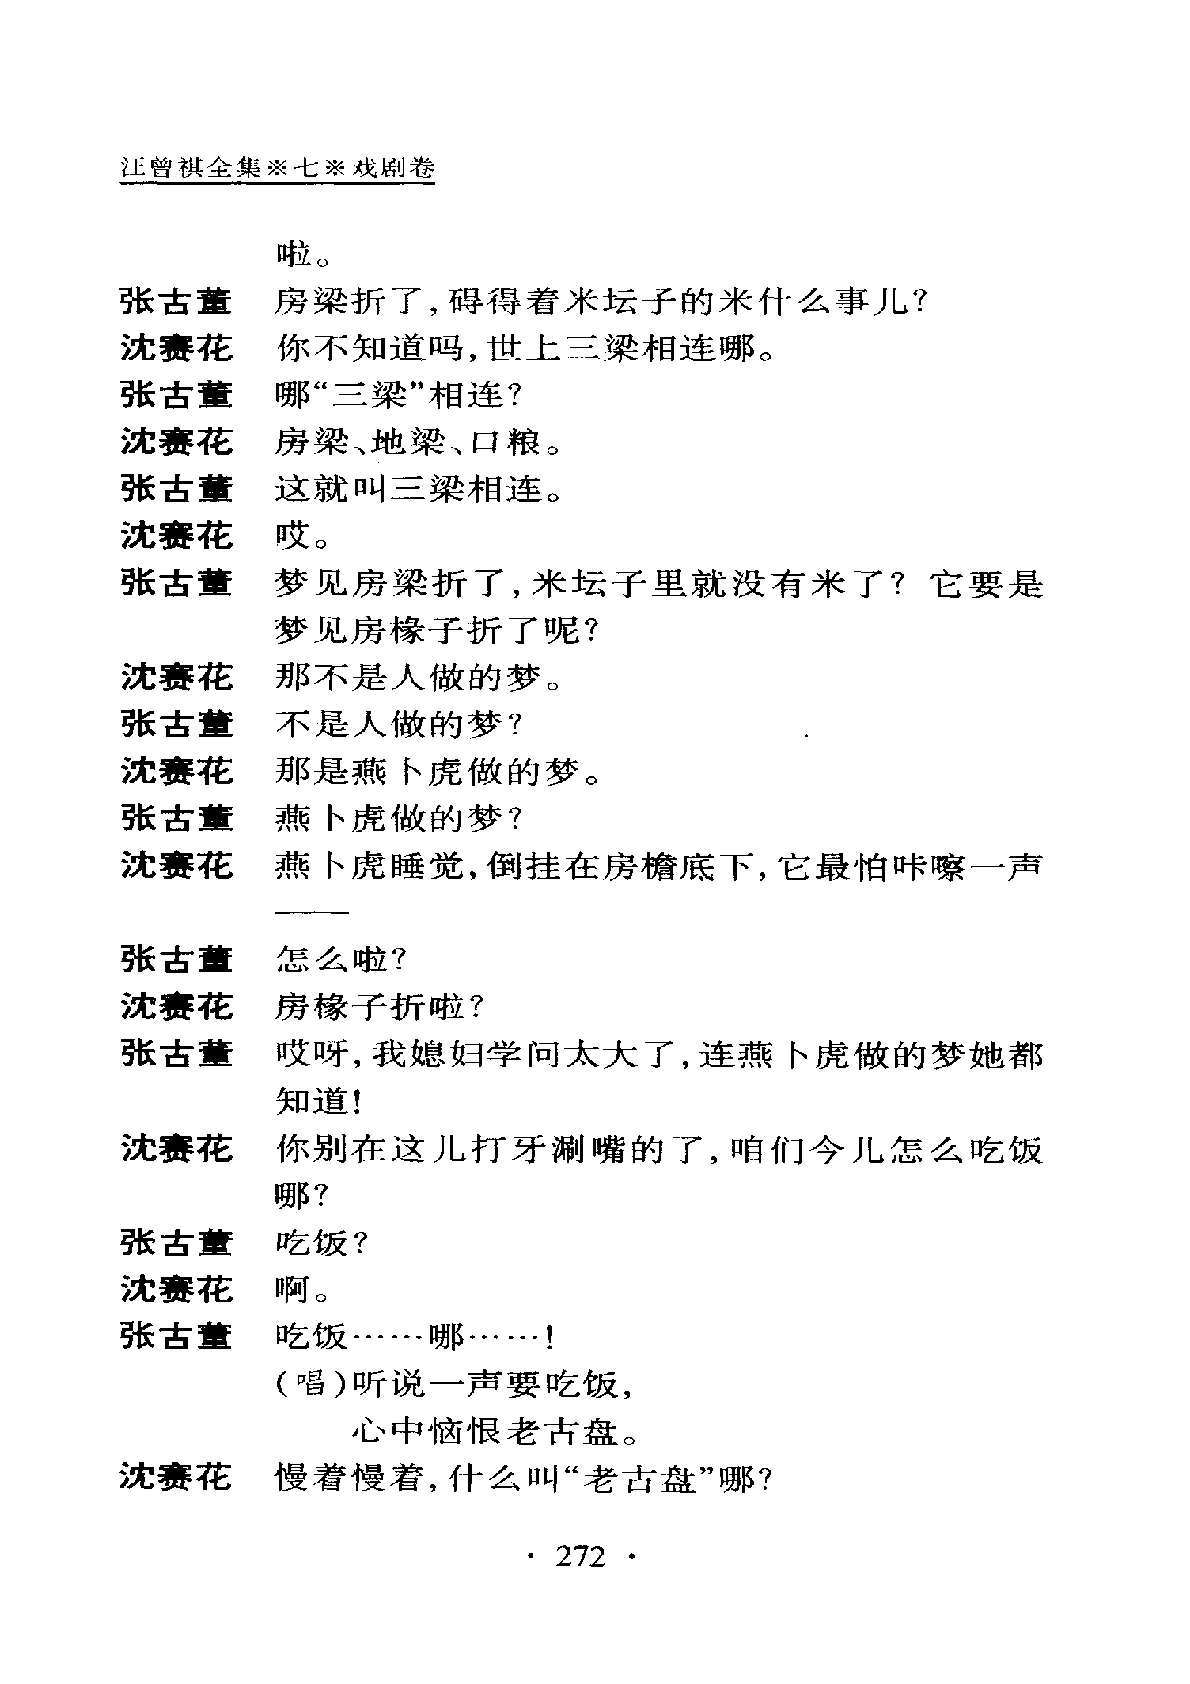 汪曾祺全集※七※戏剧卷
啦。
张古董 房梁折了,碍得着米坛子的米什么事儿?
沈赛花 你不知道吗,世上三梁相连哪。
张古董 哪“三梁”相连?
沈赛花 房梁、地梁、口粮。
张古董 这就叫三梁相连。
沈赛花 哎。
张古董 梦见房梁折了,米坛子里就没有米了? 它要是
梦见房椽子折了呢?
沈赛花 那不是人做的梦。
张古董 不是人做的梦?
沈赛花 那是燕卜虎做的梦。
张古董 燕卜虎做的梦?
沈赛花 燕卜虎睡觉,倒挂在房檐底下,它最怕咔嚓一声
——
张古董 怎么啦?
沈赛花 房椽子折啦?
张古董 哎呀,我媳妇学问太大了,连燕卜虎做的梦她都
知道!
沈赛花 你别在这儿打牙涮嘴的了,咱们今儿怎么吃饭
哪?
张古董 吃饭?
沈赛花 啊。
张古董 吃饭……哪……!
(唱)听说一声要吃饭,
心中恼恨老古盘。
沈赛花 慢着慢着,什么叫“老古盘”哪?
· 272 ·